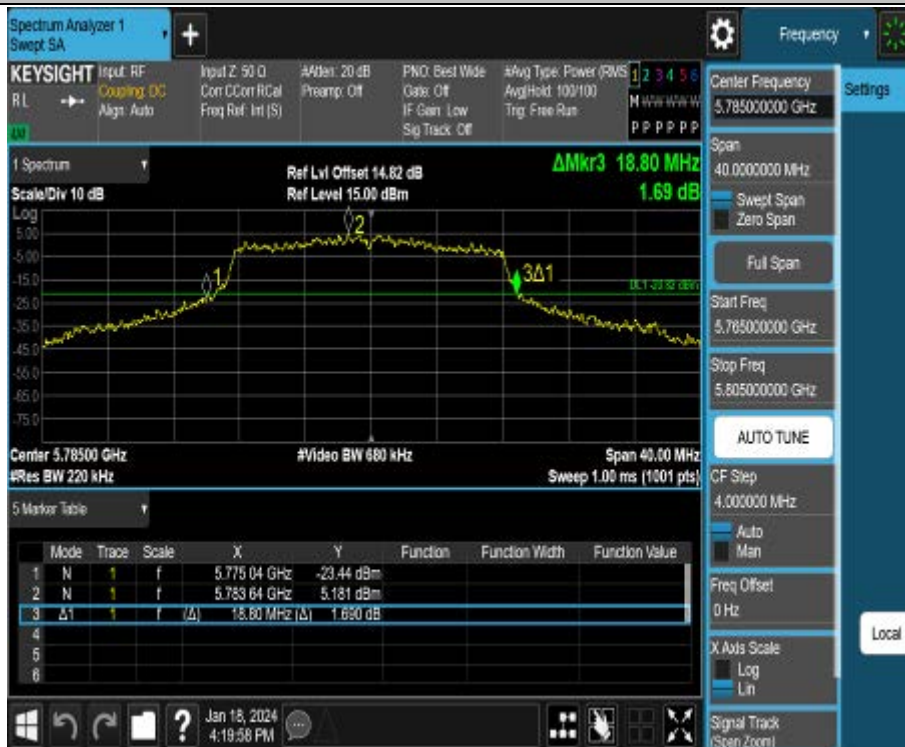 Spectrum Analyzer 1
Swept SA
Frequency
KEYSIGHT
Input: RF
Coupling: DC
Align: Auto
Input Z: 50 Ω
Corr CCorr RCal
Freq Ref: Int (S)
#Atten: 20 dB
Preamp: Off
PNO: Best Wide
Gate: Off
IF Gain: Low
Sig Track: Off
#Avg Type: Power (RMS
Avg|Hold: 100/100
Trig: Free Run
1 2 3 4 5 6
M W W W W W
P P P P P P
RL
Center Frequency
5.785000000 GHz
Settings
1 Spectrum
Scale/Div 10 dB
Ref Lvl Offset 14.82 dB
Ref Level 15.00 dBm
ΔMkr3 18.80 MHz
1.69 dB
Log
5.00
-5.00
-15.0
-25.0
-35.0
-45.0
-55.0
-65.0
-75.0
1
2
3Δ1
Center 5.78500 GHz
#Res BW 220 kHz
#Video BW 680 kHz
Span 40.00 MHz
Sweep 1.00 ms (1001 pts)
Span
40.0000000 MHz
Swept Span
Zero Span
Full Span
Start Freq
5.765000000 GHz
Stop Freq
5.805000000 GHz
AUTO TUNE
CF Step
4.000000 MHz
Auto
Man
Freq Offset
0 Hz
X Axis Scale
Log
Lin
Signal Track
(Span Zoom)
Local
5 Marker Table
Mode Trace Scale X Y Function Function Width Function Value
1 N 1 f 5.775 04 GHz -23.44 dBm
2 N 1 f 5.783 64 GHz 5.181 dBm
3 Δ1 1 f (Δ) 18.80 MHz (Δ) 1.690 dB
4
5
6
Jan 18, 2024
4:19:58 PM